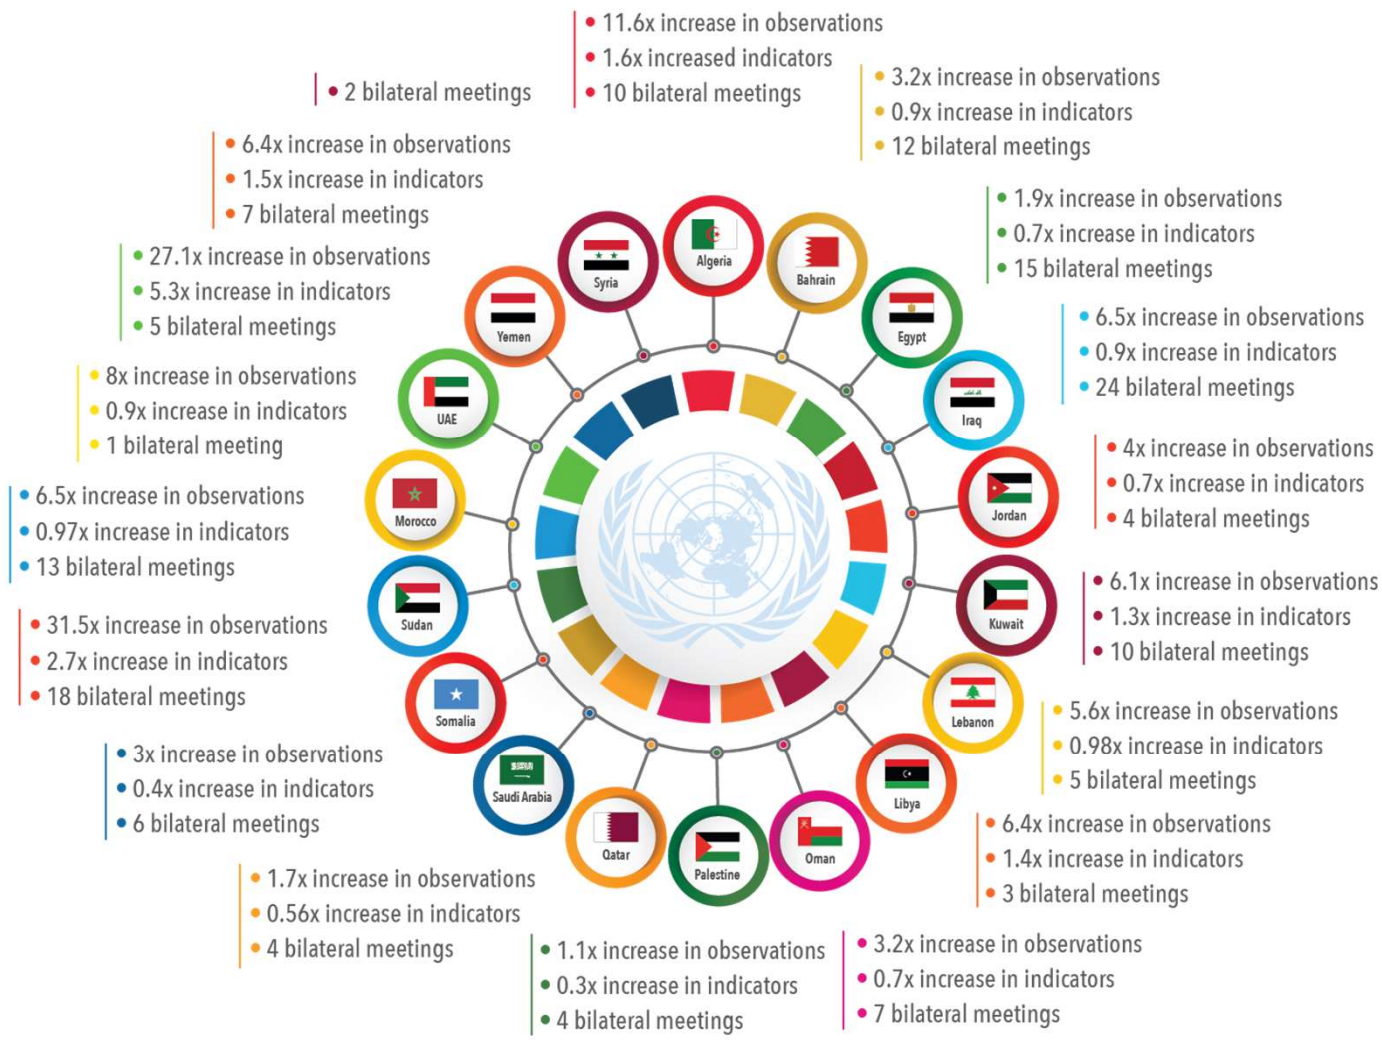 11.6x increase in observations
1.6x increased indicators
10 bilateral meetings
3.2x increase in observations
0.9x increase in indicators
12 bilateral meetings
1.9x increase in observations
0.7x increase in indicators
15 bilateral meetings
6.5x increase in observations
0.9x increase in indicators
24 bilateral meetings
4x increase in observations
0.7x increase in indicators
4 bilateral meetings
6.1x increase in observations
1.3x increase in indicators
10 bilateral meetings
5.6x increase in observations
0.98x increase in indicators
5 bilateral meetings
6.4x increase in observations
1.4x increase in indicators
3 bilateral meetings
3.2x increase in observations
0.7x increase in indicators
7 bilateral meetings
1.1x increase in observations
0.3x increase in indicators
4 bilateral meetings
1.7x increase in observations
0.56x increase in indicators
4 bilateral meetings
3x increase in observations
0.4x increase in indicators
6 bilateral meetings
31.5x increase in observations
2.7x increase in indicators
18 bilateral meetings
6.5x increase in observations
0.97x increase in indicators
13 bilateral meetings
8x increase in observations
0.9x increase in indicators
1 bilateral meeting
27.1x increase in observations
5.3x increase in indicators
5 bilateral meetings
6.4x increase in observations
1.5x increase in indicators
7 bilateral meetings
2 bilateral meetings
Algeria
Bahrain
Egypt
Iraq
Jordan
Kuwait
Lebanon
Libya
Oman
Palestine
Qatar
Saudi Arabia
Somalia
Sudan
Morocco
UAE
Yemen
Syria